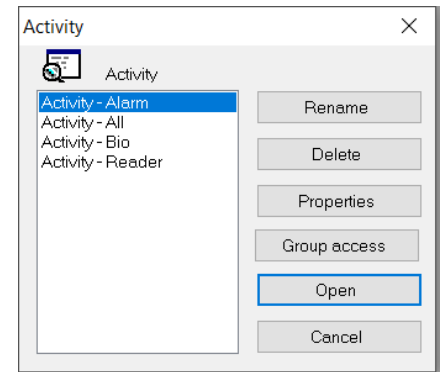 Activity
Activity
Activity - Alarm
Activity - All
Activity - Bio
Activity - Reader
Rename
Delete
Properties
Group access
Open
Cancel